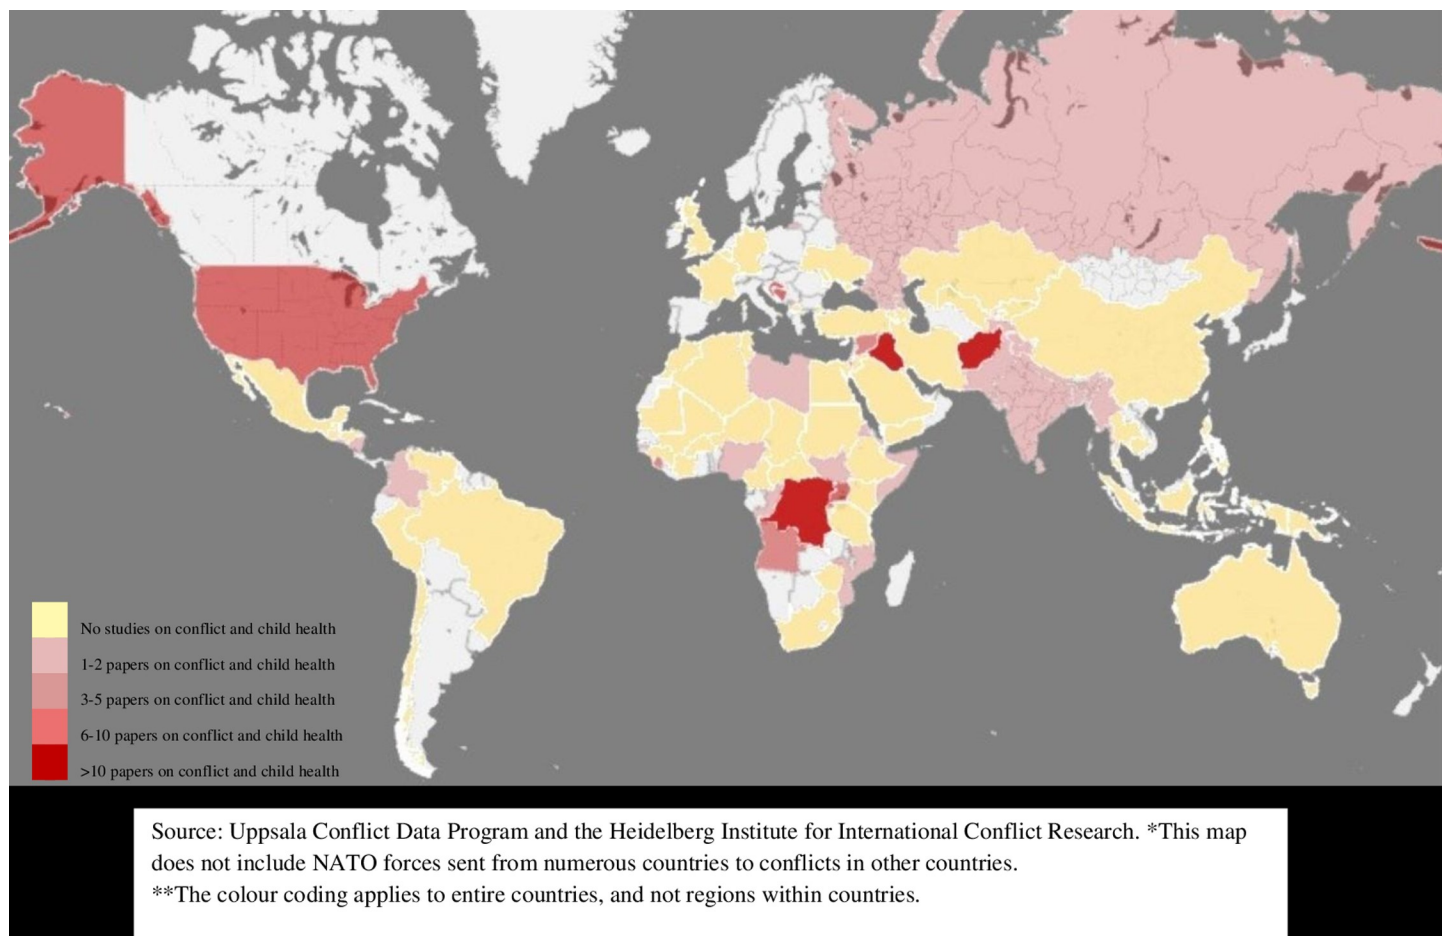 No studies on conflict and child health
1-2 papers on conflict and child health
3-5 papers on conflict and child health
6-10 papers on conflict and child health
>10 papers on conflict and child health
Source: Uppsala Conflict Data Program and the Heidelberg Institute for International Conflict Research. *This map
does not include NATO forces sent from numerous countries to conflicts in other countries.
**The colour coding applies to entire countries, and not regions within countries.